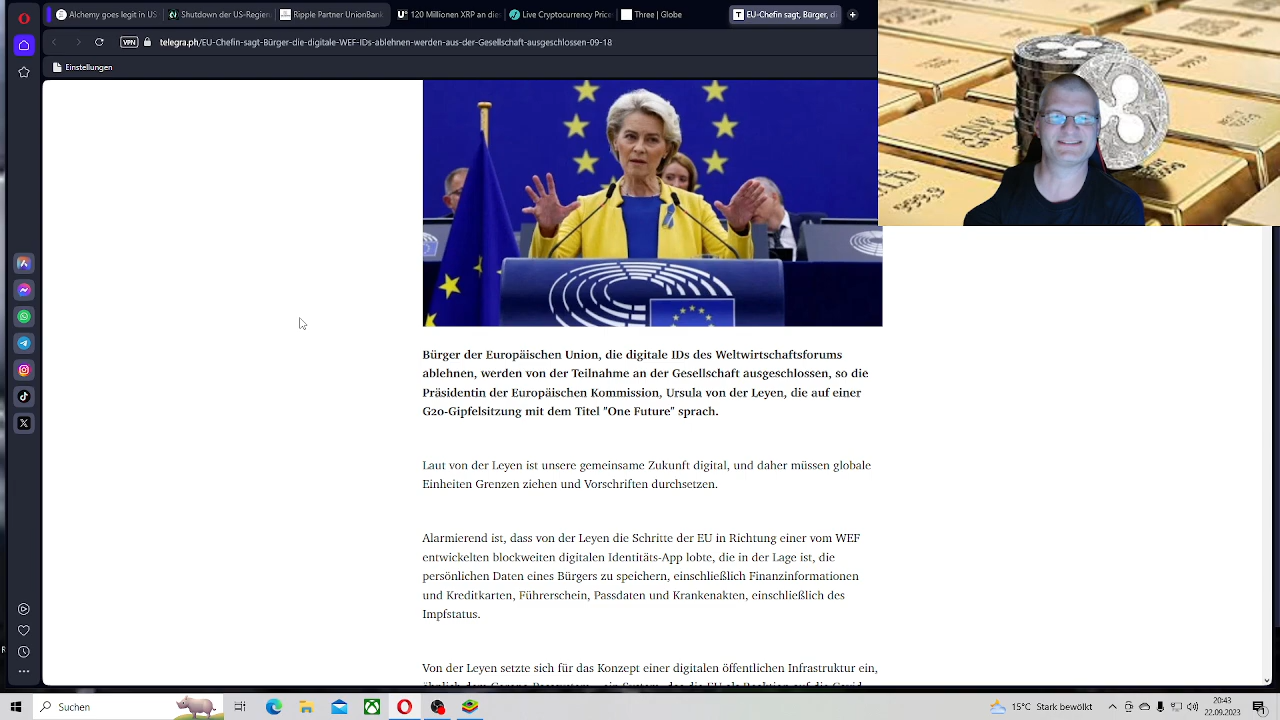 Alchemy goes legit in US
Shutdown der US-Regier
Ripple Partner UnionBank
120 Millionen XRP an dies
Live Cryptocurrency Price
Three | Globe
EU-Chefin sagt, Bürger, di
VPN
telegra.ph/EU-Chefin-sagt-Bürger-die-digitale-WEF-IDs-ablehnen-werden-aus-der-Gesellschaft-ausgeschlossen-09-18
Einstellungen
Bürger der Europäischen Union, die digitale IDs des Weltwirtschaftsforums
ablehnen, werden von der Teilnahme an der Gesellschaft ausgeschlossen, so die
Präsidentin der Europäischen Kommission, Ursula von der Leyen, die auf einer
G20-Gipfelsitzung mit dem Titel "One Future" sprach.
Laut von der Leyen ist unsere gemeinsame Zukunft digital, und daher müssen globale
Einheiten Grenzen ziehen und Vorschriften durchsetzen.
Alarmierend ist, dass von der Leyen die Schritte der EU in Richtung einer vom WEF
entwickelten blockweiten digitalen Identitäts-App lobte, die in der Lage ist, die
persönlichen Daten eines Bürgers zu speichern, einschließlich Finanzinformationen
und Kreditkarten, Führerschein, Passdaten und Krankenakten, einschließlich des
Impfstatus.
Von der Leyen setzte sich für das Konzept einer digitalen öffentlichen Infrastruktur ein,
Suchen
15°C Stark bewölkt
20:43
22.09.2023